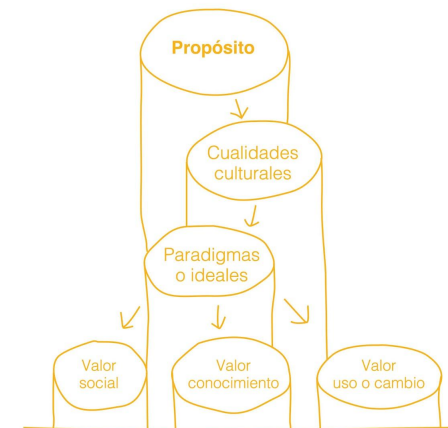 Propósito
Cualidades
culturales
Paradigmas
o ideales
Valor
social
Valor
conocimiento
Valor
uso o cambio